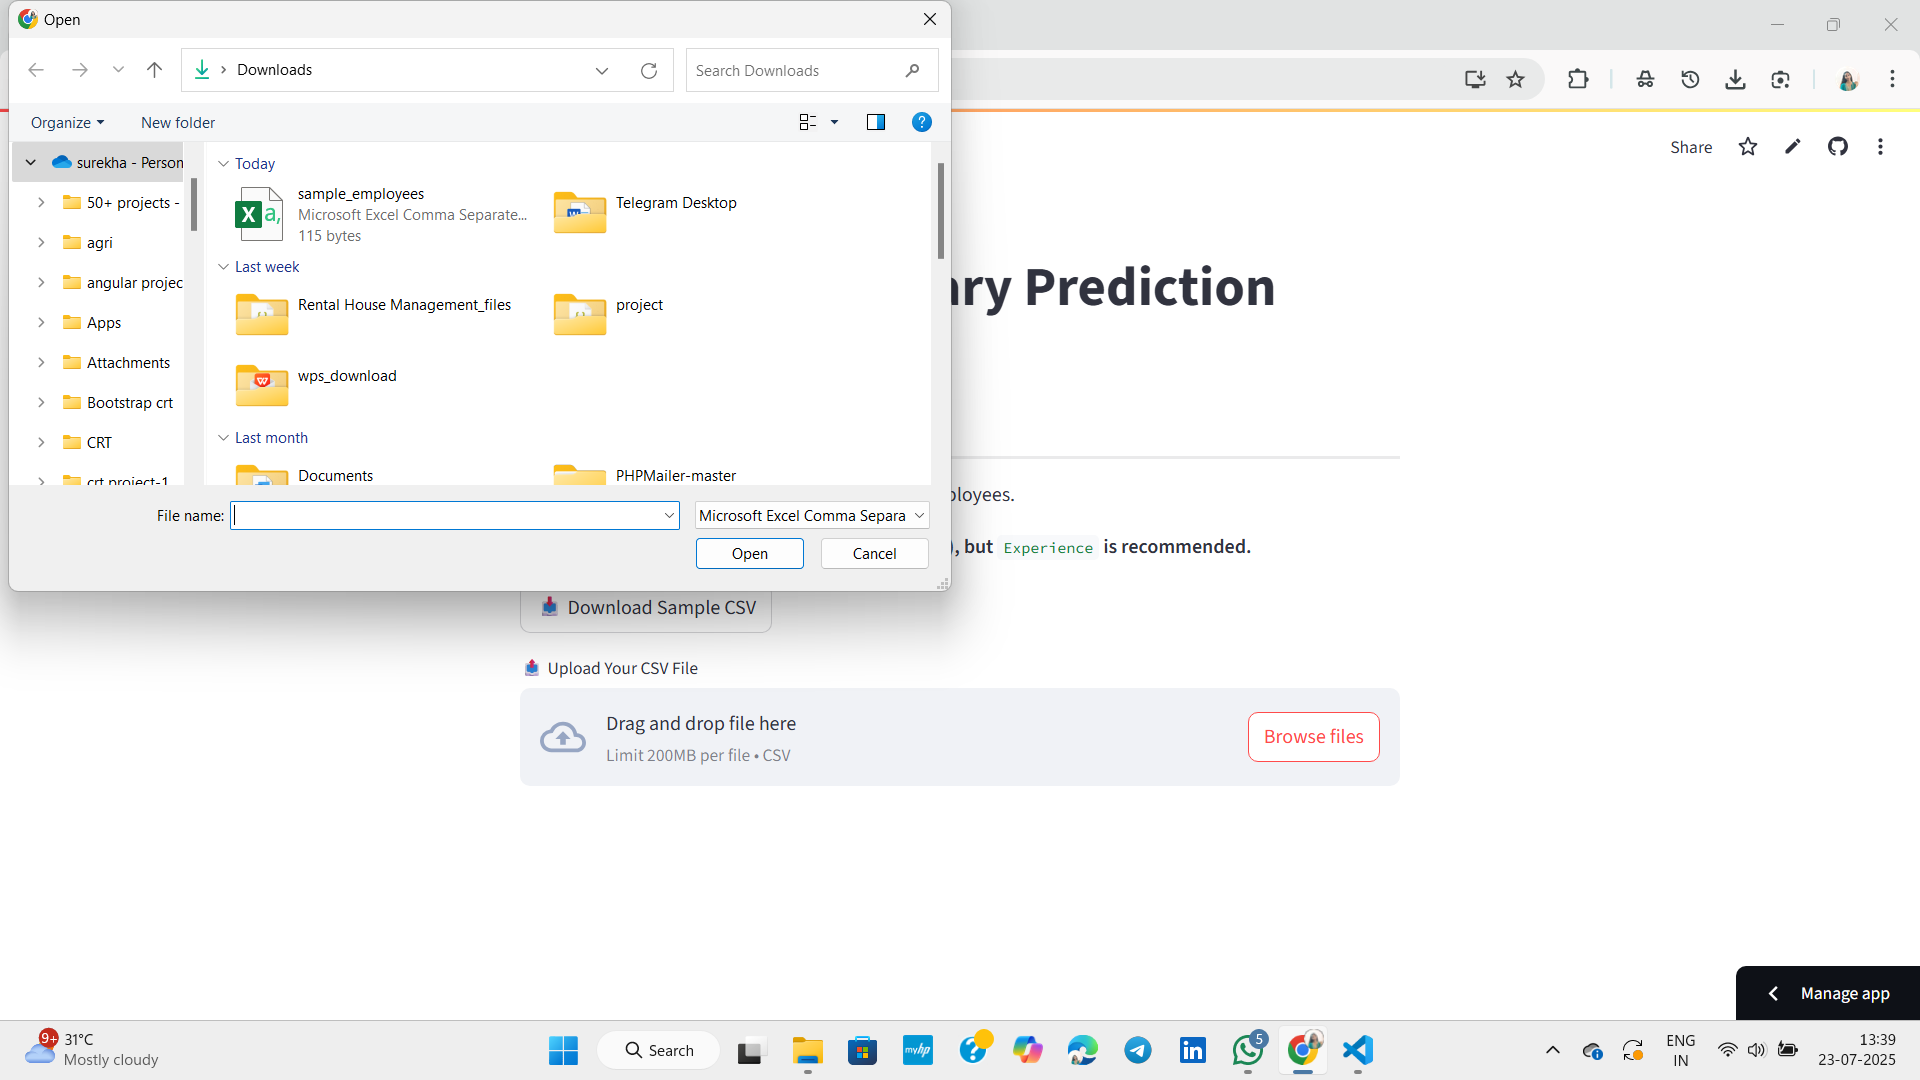 Open
Downloads
Search Downloads
Organize
New folder
surekha - Person
50+ projects -
agri
angular projec
Apps
Attachments
Bootstrap crt
CRT
crt project-1
Today
sample_employees
Microsoft Excel Comma Separate...
115 bytes
Telegram Desktop
Last week
Rental House Management_files
project
wps_download
Last month
Documents
PHPMailer-master
File name:
Microsoft Excel Comma Separa
Open
Cancel
Share
ary Prediction
ployees.
), but Experience is recommended.
Download Sample CSV
Upload Your CSV File
Drag and drop file here
Limit 200MB per file • CSV
Browse files
Manage app
9+
31°C
Mostly cloudy
Search
myhp
5
ENG
IN
13:39
23-07-2025